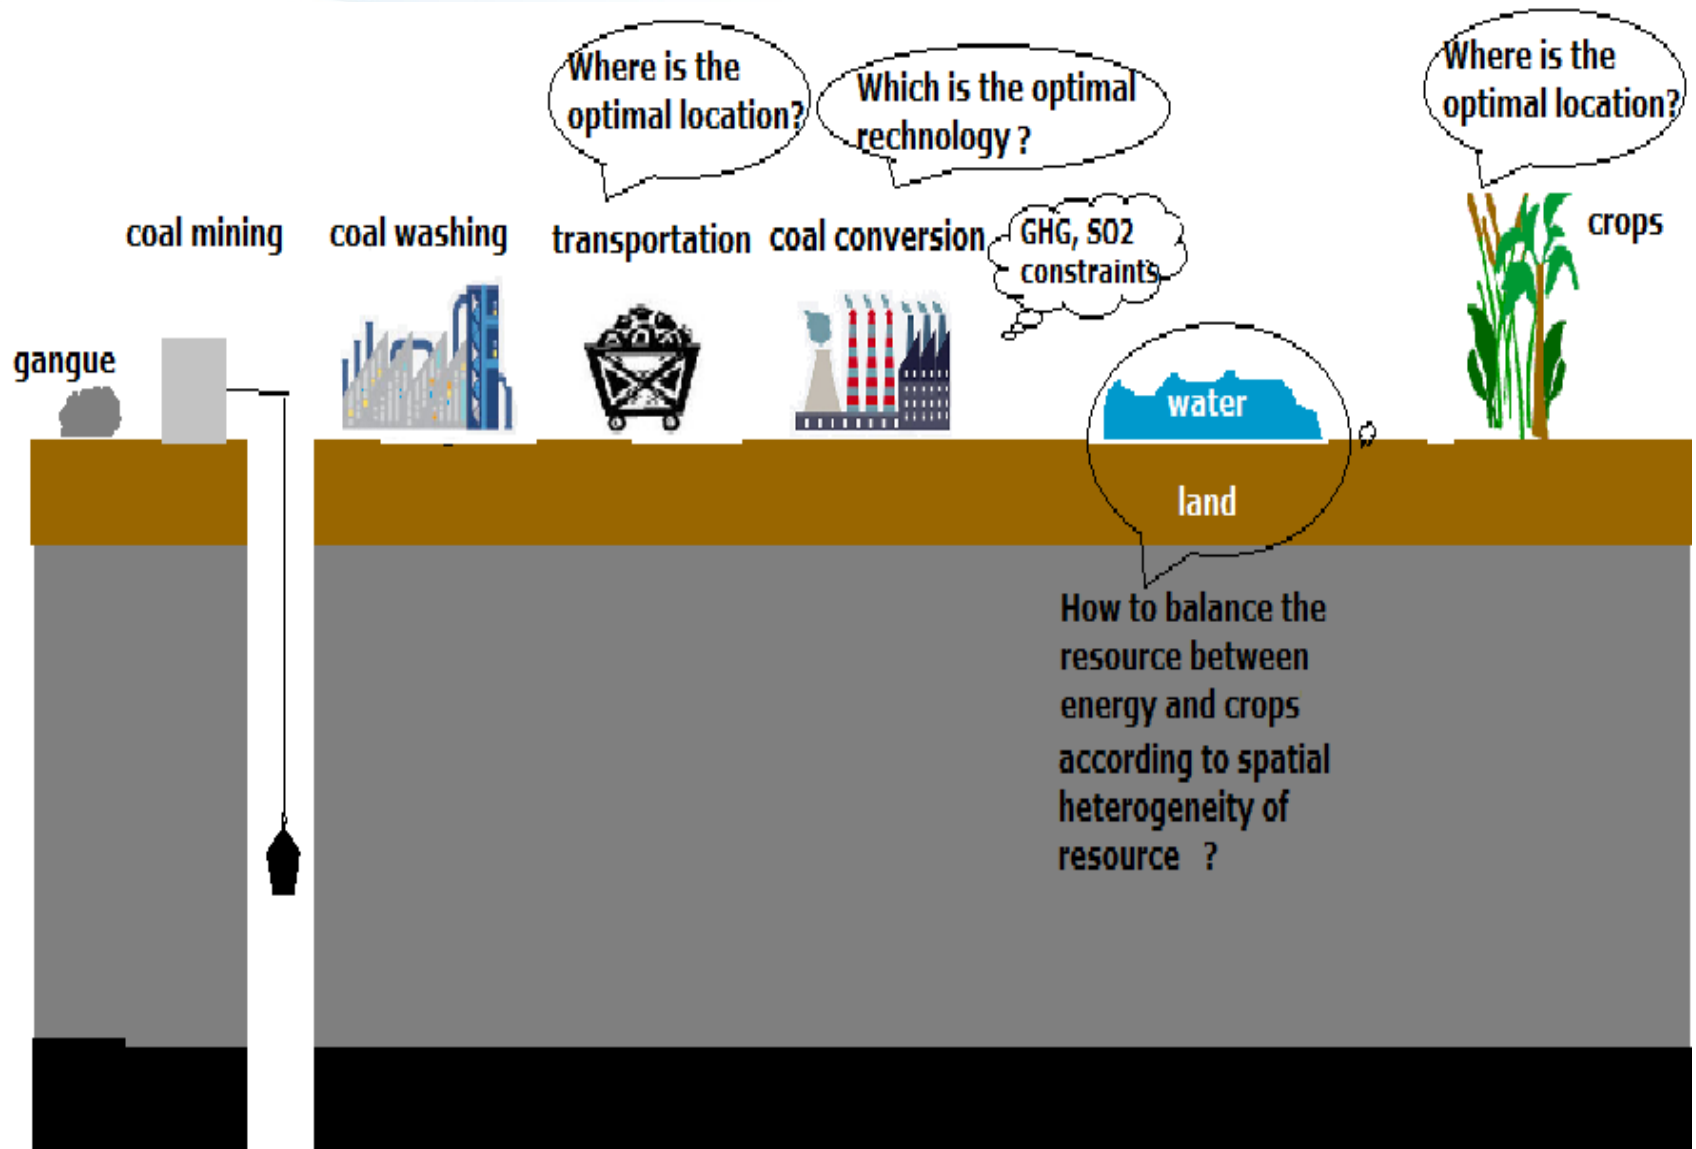 Where is the
optimal location?
Which is the optimal
rechnology ?
Where is the
optimal location?
coal mining
coal washing
transportation
coal conversion
GHG, SO2
constraints
crops
gangue
water
land
How to balance the
resource between
energy and crops
according to spatial
heterogeneity of
resource ?